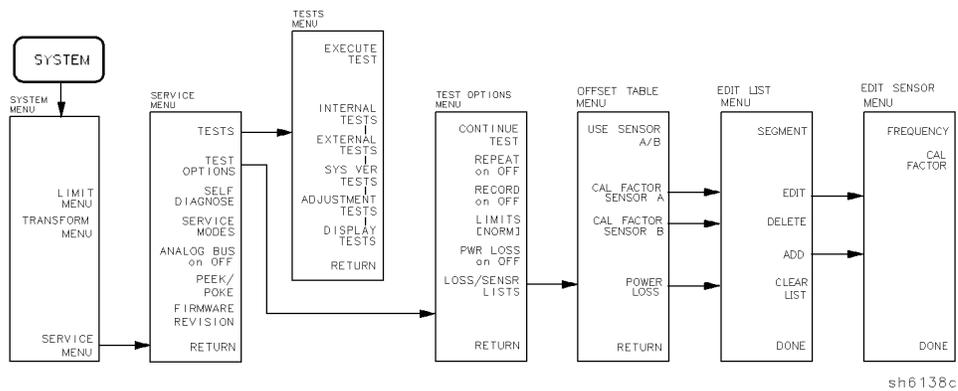 SYSTEM
SYSTEM
MENU
LIMIT
MENU
TRANSFORM
MENU
SERVICE
MENU
SERVICE
MENU
TESTS
TEST
OPTIONS
SELF
DIAGNOSE
SERVICE
MODES
ANALOG BUS
on OFF
PEEK/
POKE
FIRMWARE
REVISION
RETURN
TESTS
MENU
EXECUTE
TEST
INTERNAL
TESTS
EXTERNAL
TESTS
SYS VER
TESTS
ADJUSTMENT
TESTS
DISPLAY
TESTS
RETURN
TEST OPTIONS
MENU
CONTINUE
TEST
REPEAT
on OFF
RECORD
on OFF
LIMITS
[NORM]
PWR LOSS
on OFF
LOSS/SENSR
LISTS
RETURN
OFFSET TABLE
MENU
USE SENSOR
A/B
CAL FACTOR
SENSOR A
CAL FACTOR
SENSOR B
POWER
LOSS
RETURN
EDIT LIST
MENU
SEGMENT
EDIT
DELETE
ADD
CLEAR
LIST
DONE
EDIT SENSOR
MENU
FREQUENCY
CAL
FACTOR
DONE
sh6138c